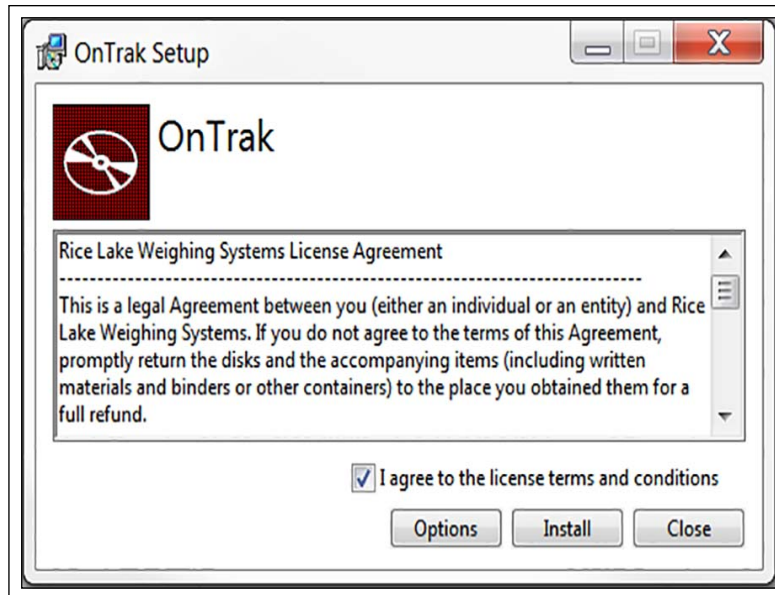 OnTrak Setup
OnTrak
Rice Lake Weighing Systems License Agreement
--------------------------------------------------------------------------
This is a legal Agreement between you (either an individual or an entity) and Rice
Lake Weighing Systems. If you do not agree to the terms of this Agreement,
promptly return the disks and the accompanying items (including written
materials and binders or other containers) to the place you obtained them for a
full refund.
I agree to the license terms and conditions
Options Install Close